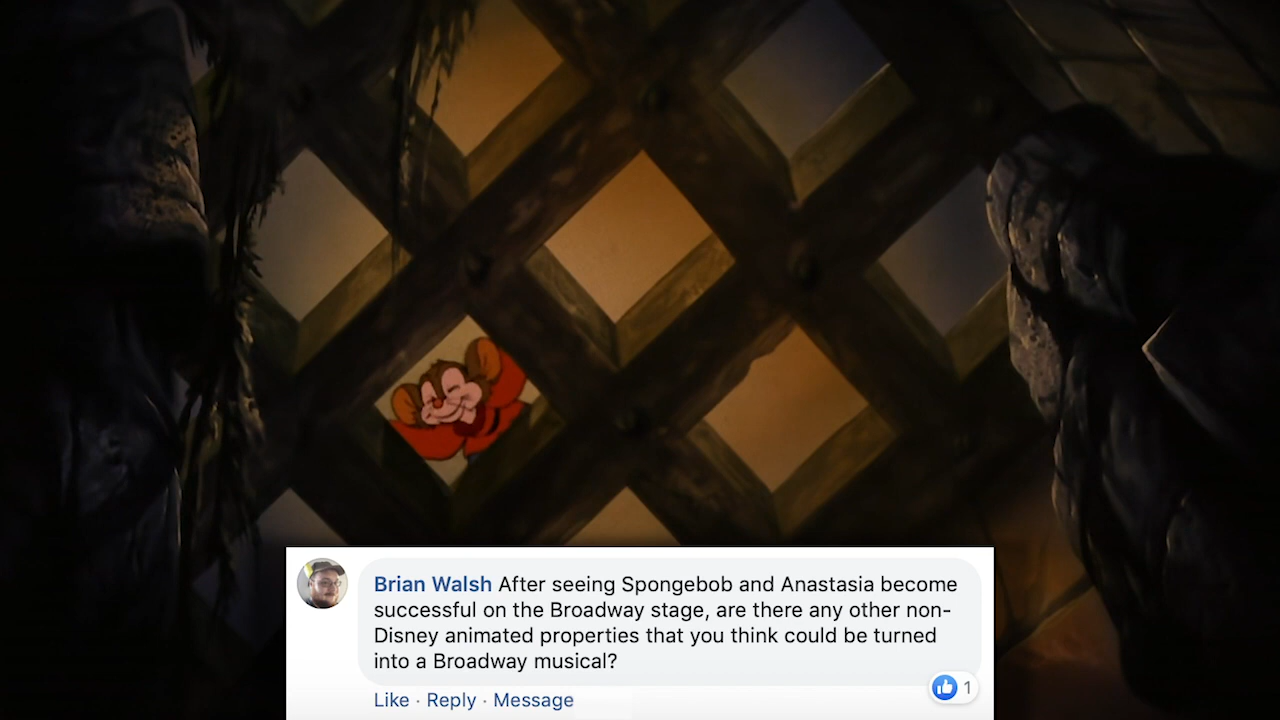 Brian Walsh After seeing Spongebob and Anastasia become
successful on the Broadway stage, are there any other non-
Disney animated properties that you think could be turned
into a Broadway musical?
1
Like · Reply · Message